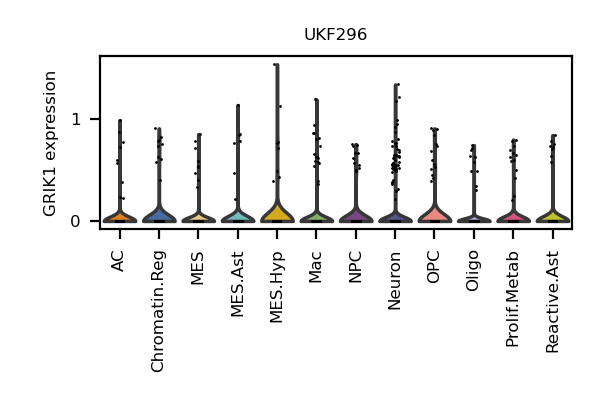 UKF296
GRIK1 expression
1
0
AC
Chromatin.Reg
MES
MES.Ast
MES.Hyp
Mac
NPC
Neuron
OPC
Oligo
Prolif.Metab
Reactive.Ast